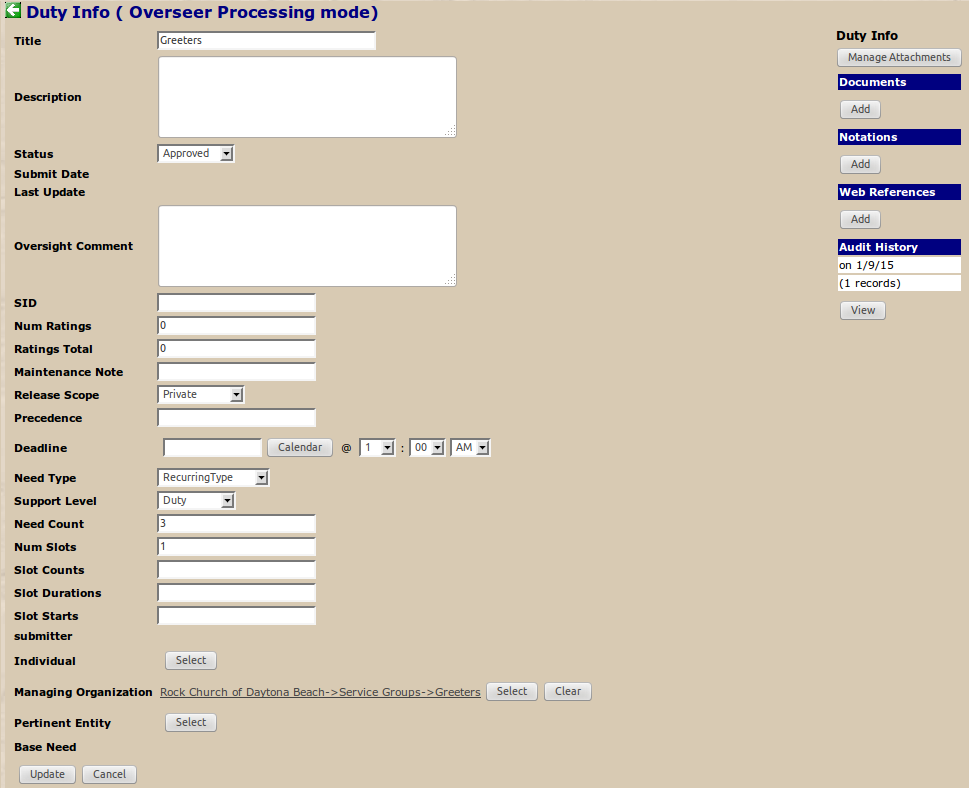 Duty Info ( Overseer Processing mode)
Title Greeters
Description
Status Approved
Submit Date
Last Update
Oversight Comment
SID
Num Ratings 0
Ratings Total 0
Maintenance Note
Release Scope Private
Precedence
Deadline Calendar @ 1 : 00 AM
Need Type RecurringType
Support Level Duty
Need Count 3
Num Slots 1
Slot Counts
Slot Durations
Slot Starts
submitter
Individual Select
Managing Organization Rock Church of Daytona Beach->Service Groups->Greeters Select Clear
Pertinent Entity Select
Base Need
Update Cancel
Duty Info
Manage Attachments
Documents
Add
Notations
Add
Web References
Add
Audit History
on 1/9/15
(1 records)
View